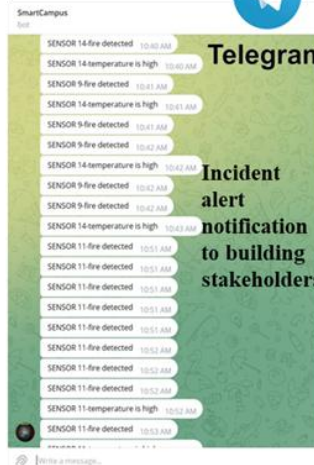 SmartCampus
bot
SENSOR 14-fire detected 10:40 AM
SENSOR 14-temperature is high 10:40 AM
SENSOR 9-fire detected 10:41 AM
SENSOR 14-temperature is high 10:41 AM
SENSOR 9-fire detected 10:41 AM
SENSOR 9-fire detected 10:42 AM
SENSOR 14-temperature is high 10:42 AM
SENSOR 9-fire detected 10:42 AM
SENSOR 9-fire detected 10:42 AM
SENSOR 14-temperature is high 10:43 AM
SENSOR 11-fire detected 10:51 AM
SENSOR 11-fire detected 10:51 AM
SENSOR 11-fire detected 10:51 AM
SENSOR 11-fire detected 10:51 AM
SENSOR 11-fire detected 10:51 AM
SENSOR 11-fire detected 10:52 AM
SENSOR 11-fire detected 10:52 AM
SENSOR 11-fire detected 10:52 AM
SENSOR 11-temperature is high 10:52 AM
SENSOR 11-fire detected 10:53 AM
Write a message...
Telegram
Incident
alert
notification
to building
stakeholders